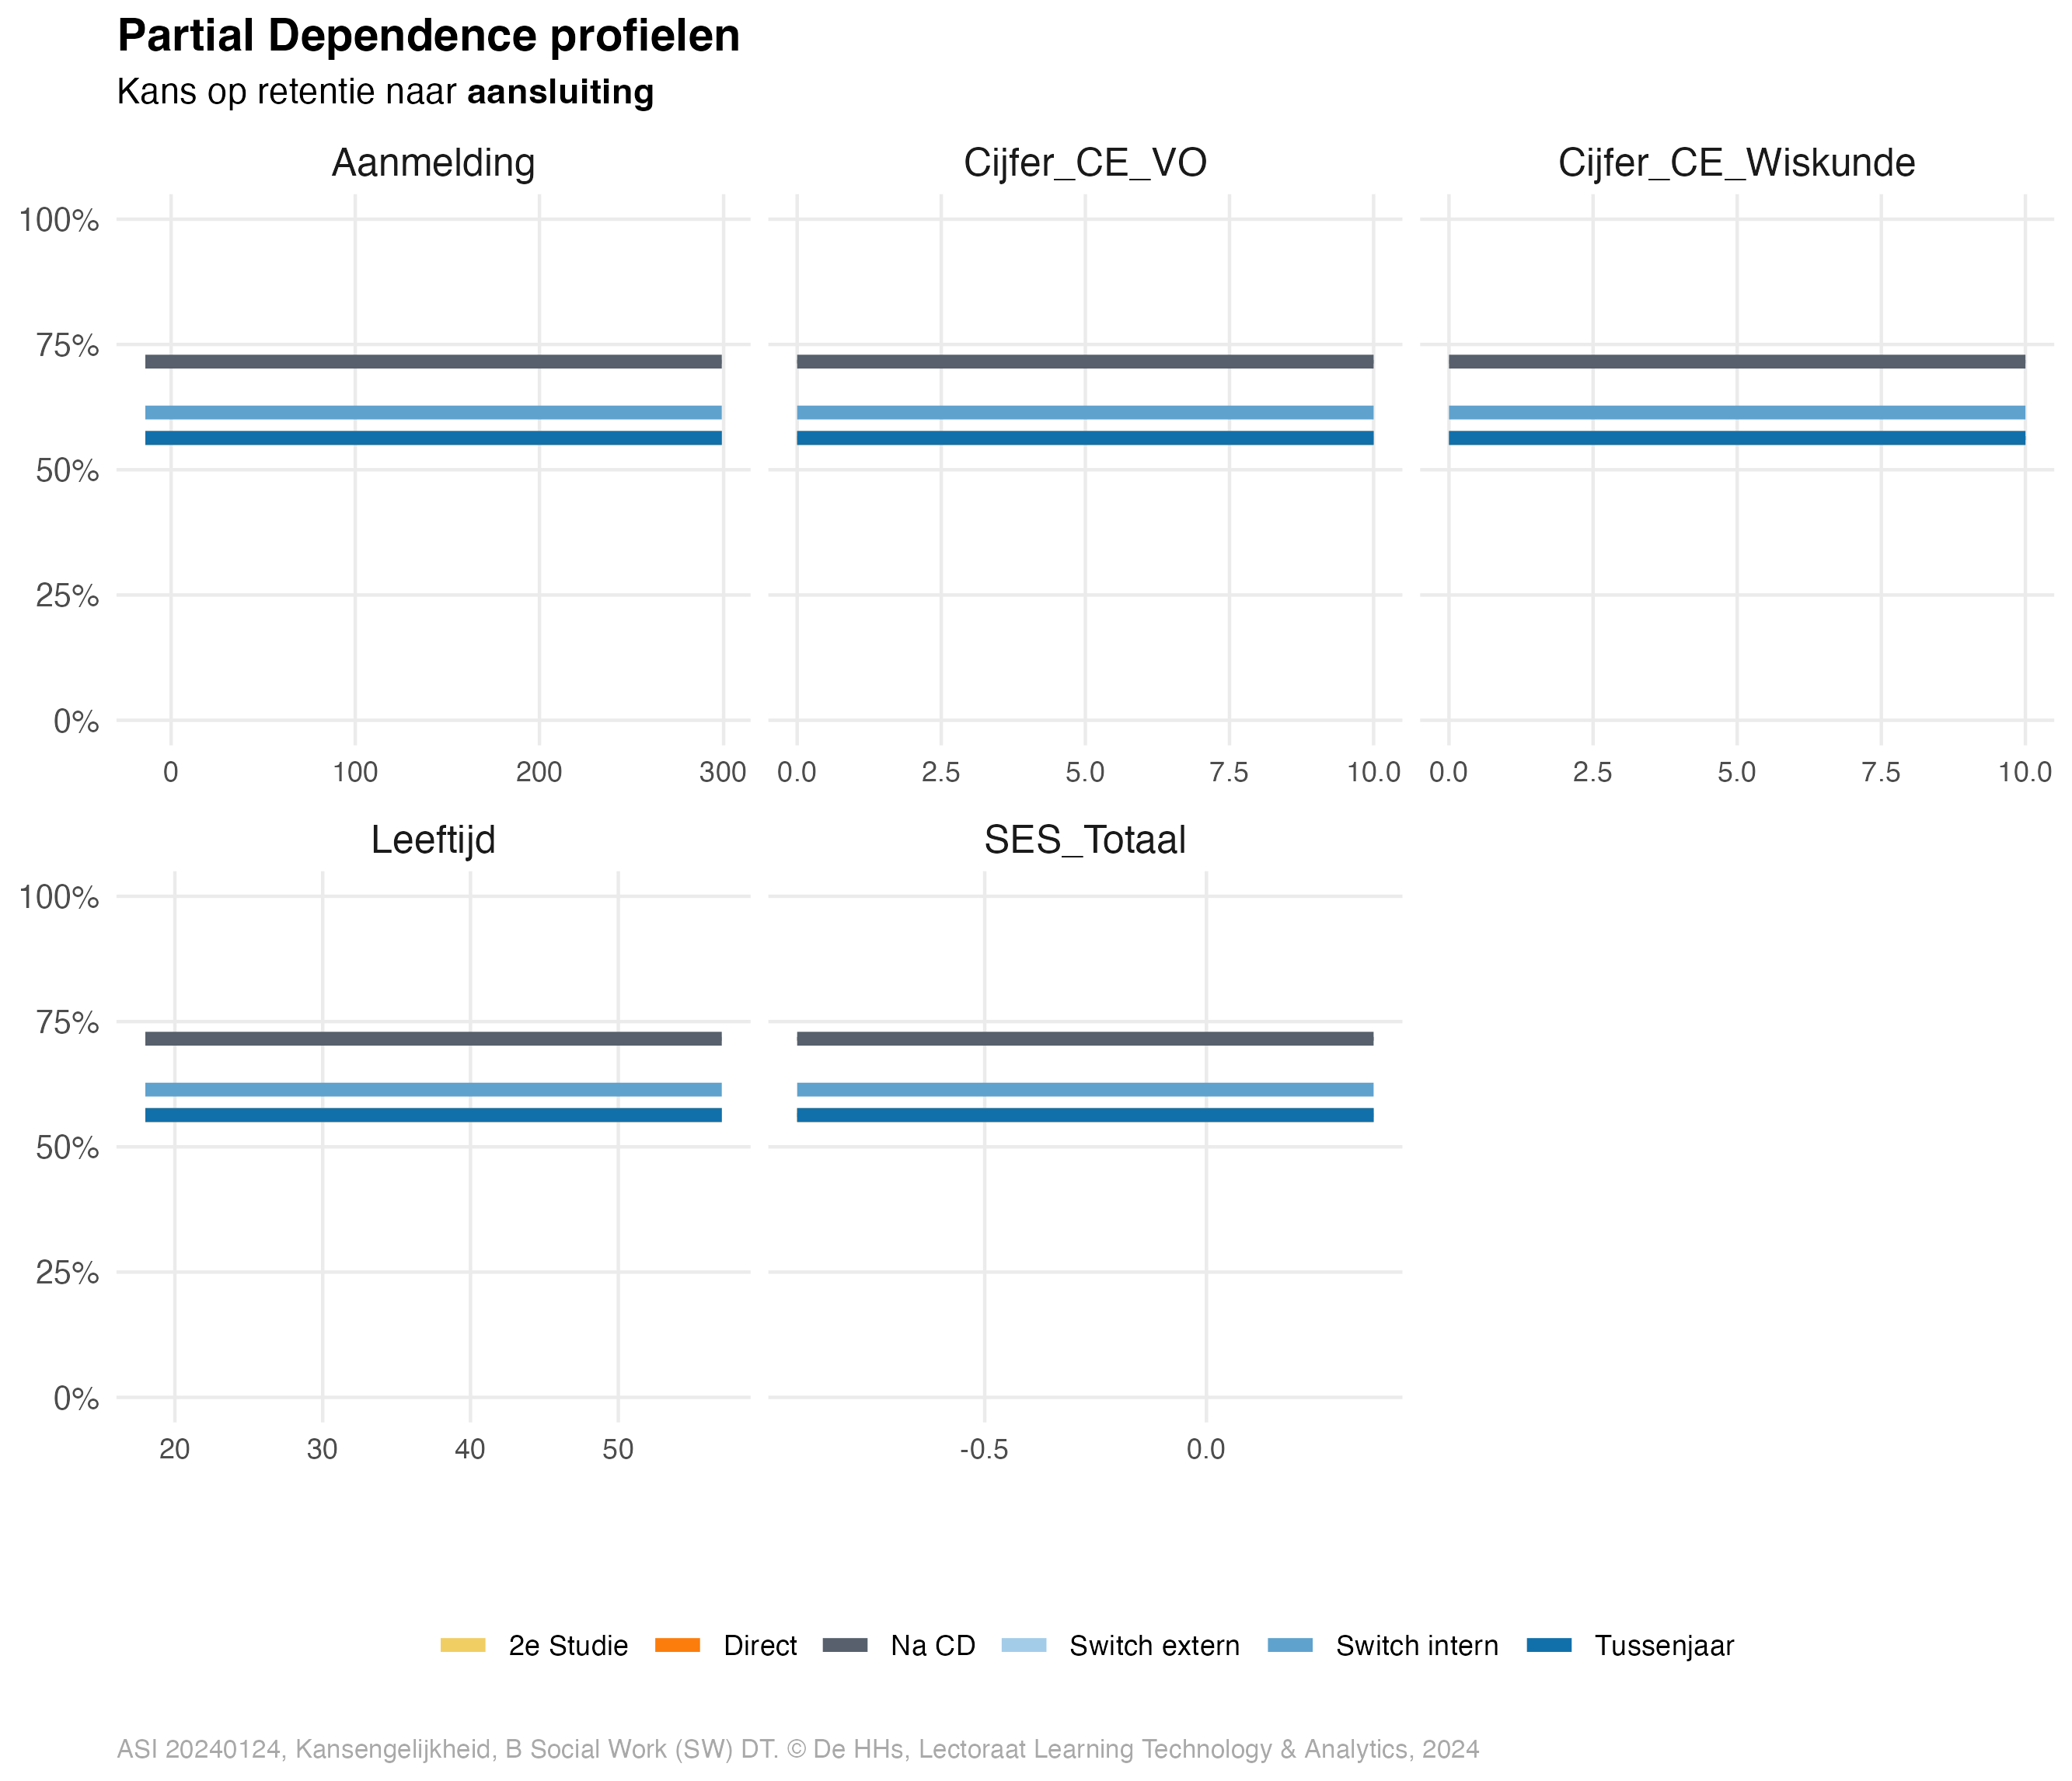 Partial Dependence profielen
Kans op retentie naar aansluiting
Aanmelding Cijfer_CE_VO Cijfer_CE_Wiskunde
100%
75%
50%
25%
0%
0 100 200 300 0.0 2.5 5.0 7.5 10.0 0.0 2.5 5.0 7.5 10.0
Leeftijd SES_Totaal
100%
75%
50%
25%
0%
20 30 40 50 -0.5 0.0
2e Studie Direct Na CD Switch extern Switch intern Tussenjaar
ASI 20240124, Kansengelijkheid, B Social Work (SW) DT. © De HHs, Lectoraat Learning Technology & Analytics, 2024